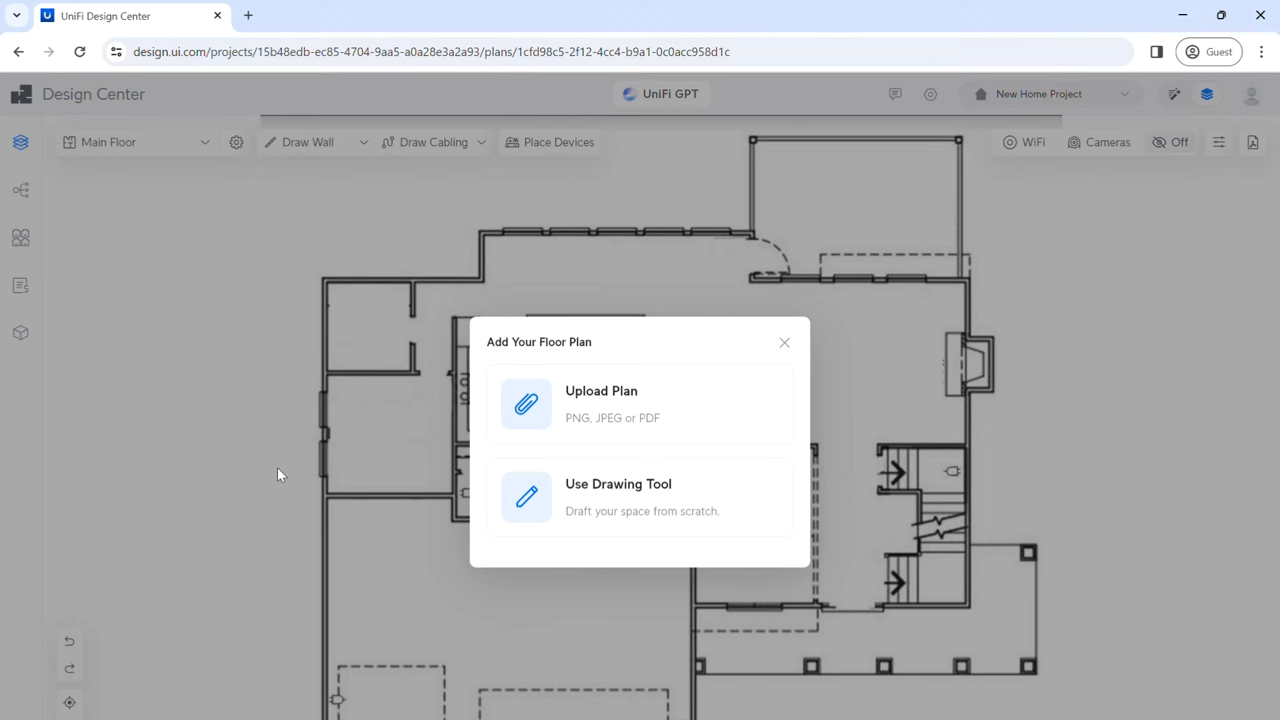 UniFi Design Center
design.ui.com/projects/15b48edb-ec85-4704-9aa5-a0a28e3a2a93/plans/1cfd98c5-2f12-4cc4-b9a1-0c0acc958d1c
Guest
Design Center
UniFi GPT
New Home Project
Main Floor
Draw Wall
Draw Cabling
Place Devices
WiFi
Cameras
Off
Add Your Floor Plan
Upload Plan
PNG, JPEG or PDF
Use Drawing Tool
Draft your space from scratch.